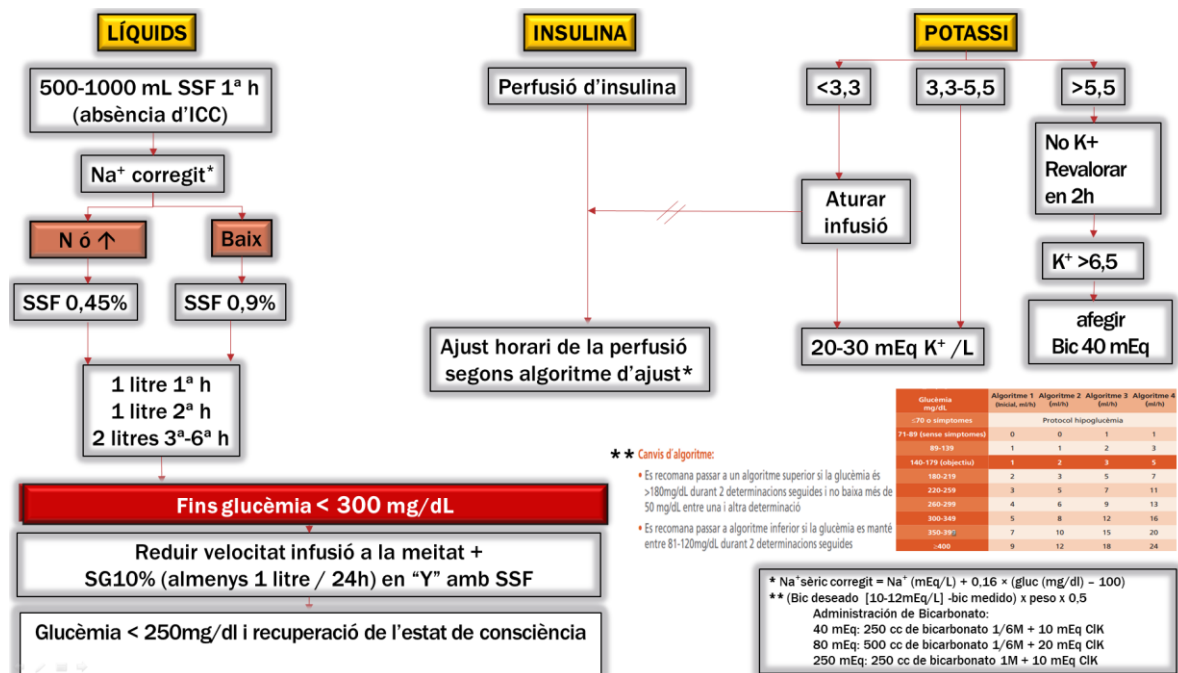 LÍQUIDS
500-1000 mL SSF 1ª h
(absència d'ICC)
Na⁺ corregit*
N ó ↑
Baix
SSF 0,45%
SSF 0,9%
1 litre 1ª h
1 litre 2ª h
2 litres 3ª-6ª h
Fins glucèmia < 300 mg/dL
Reduir velocitat infusió a la meitat +
SG10% (almenys 1 litre / 24h) en "Y" amb SSF
Glucèmia < 250mg/dl i recuperació de l'estat de consciència
INSULINA
Perfusió d'insulina
Ajust horari de la perfusió
segons algoritme d'ajust*
POTASSI
<3,3
3,3-5,5
>5,5
Aturar
infusió
No K+
Revalorar
en 2h
K⁺ >6,5
20-30 mEq K⁺ /L
afegir
Bic 40 mEq
** Canvis d'algoritme:
• Es recomana passar a un algoritme superior si la glucèmia és
>180mg/dL durant 2 determinacions seguides i no baixa més de
50 mg/dL entre una i altra determinació
• Es recomana passar a algoritme inferior si la glucèmia es manté
entre 81-120mg/dL durant 2 determinacions seguides
Glucèmia mg/dL Algoritme 1 (Inicial, ml/h) Algoritme 2 (ml/h) Algoritme 3 (ml/h) Algoritme 4 (ml/h)
≤70 o símptomes Protocol hipoglucèmia
71-89 (sense símptomes) 0 0 1 1
89-139 1 1 2 3
140-179 (objectiu) 1 2 3 5
180-219 2 3 5 7
220-259 3 5 7 11
260-299 4 6 9 13
300-349 5 8 12 16
350-399 7 10 15 20
≥400 9 12 18 24
* Na⁺sèric corregit = Na⁺ (mEq/L) + 0,16 × (gluc (mg/dl) – 100)
** (Bic deseado [10-12mEq/L] -bic medido) x peso x 0,5
Administración de Bicarbonato:
40 mEq: 250 cc de bicarbonato 1/6M + 10 mEq ClK
80 mEq: 500 cc de bicarbonato 1/6M + 20 mEq ClK
250 mEq: 250 cc de bicarbonato 1M + 10 mEq ClK